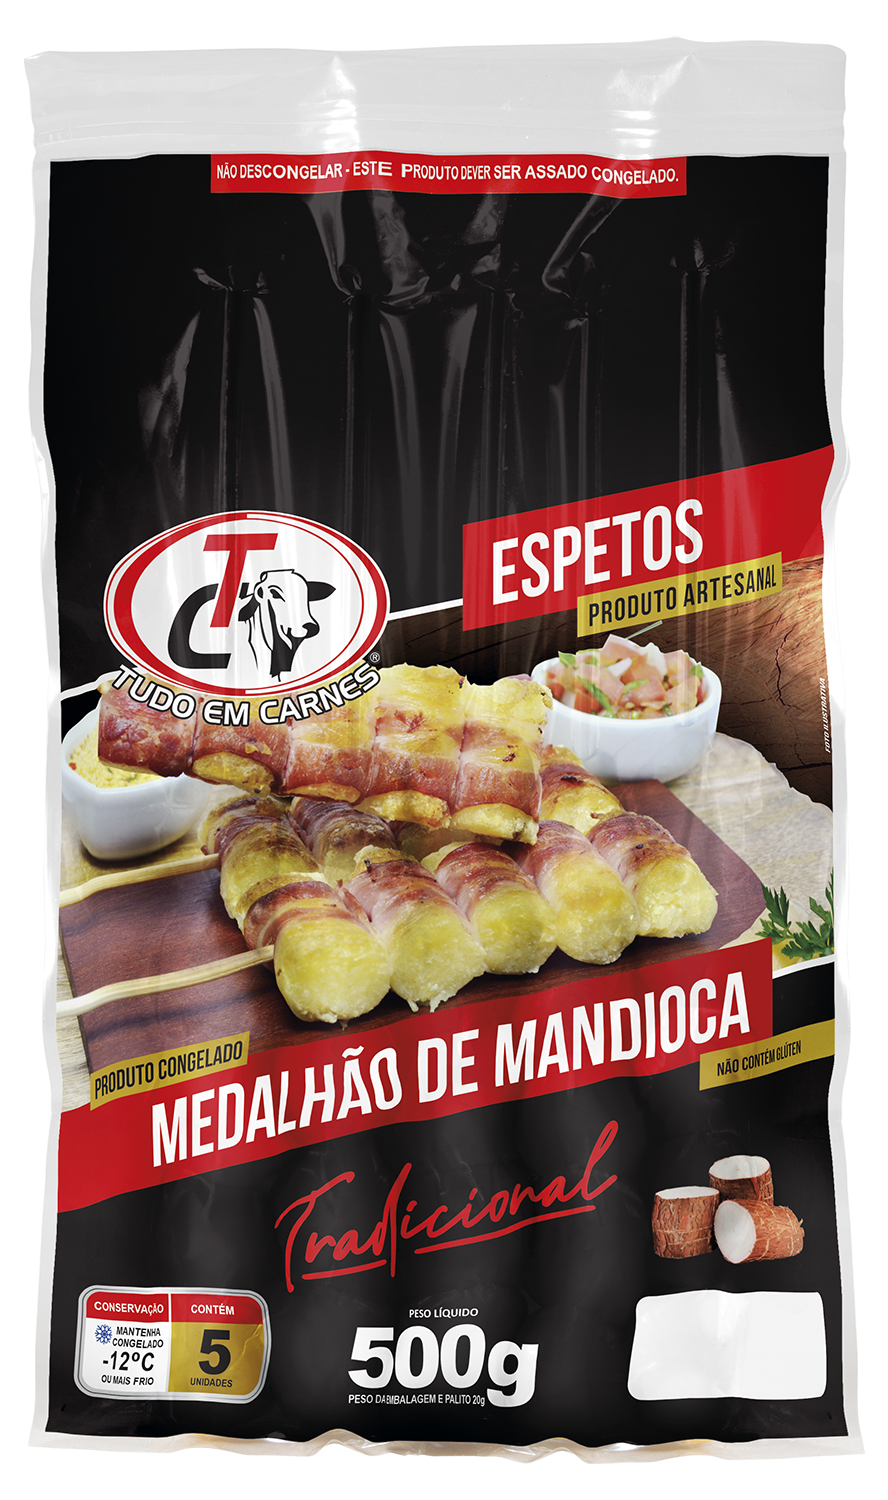 NÃO DESCONGELAR - ESTE PRODUTO DEVER SER ASSADO CONGELADO.
ESPETOS
PRODUTO ARTESANAL
TC
TUDO EM CARNES®
FOTO ILUSTRATIVA
PRODUTO CONGELADO
MEDALHÃO DE MANDIOCA
NÃO CONTÉM GLÚTEN
Tradicional
CONSERVAÇÃO
MANTENHA
CONGELADO
-12ºC
OU MAIS FRIO
CONTÉM
5
UNIDADES
PESO LÍQUIDO
500g
PESO DA EMBALAGEM E PALITO 20g